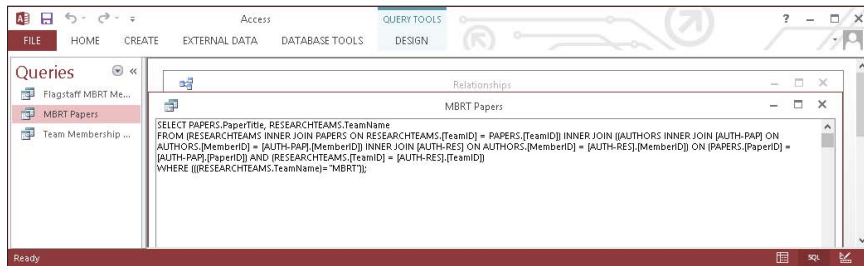 Access
QUERY TOOLS
?
FILE
HOME
CREATE
EXTERNAL DATA
DATABASE TOOLS
DESIGN
Queries
Flagstaff MBRT Me...
MBRT Papers
Team Membership ...
Relationships
MBRT Papers
SELECT PAPERS.PaperTitle, RESEARCHTEAMS.TeamName
FROM (RESEARCHTEAMS INNER JOIN PAPERS ON RESEARCHTEAMS.[TeamID] = PAPERS.[TeamID]) INNER JOIN ((AUTHORS INNER JOIN [AUTH-PAP] ON
AUTHORS.[MemberID] = [AUTH-PAP].[MemberID]) INNER JOIN [AUTH-RES] ON AUTHORS.[MemberID] = [AUTH-RES].[MemberID]) ON (PAPERS.[PaperID] =
[AUTH-PAP].[PaperID]) AND (RESEARCHTEAMS.[TeamID] = [AUTH-RES].[TeamID])
WHERE (((RESEARCHTEAMS.TeamName)="MBRT"));
Ready
SQL